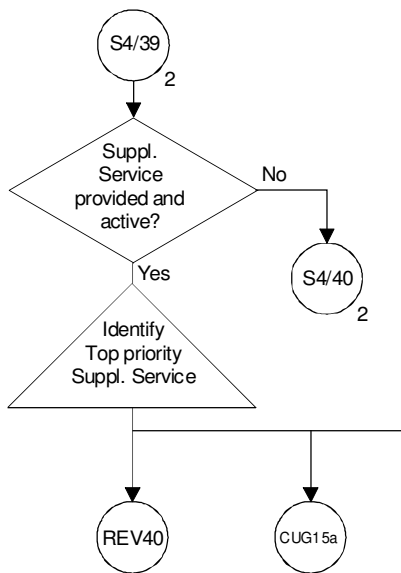 S4/39
2
Suppl.
Service
provided and
active?
No
S4/40
2
Yes
Identify
Top priority
Suppl. Service
REV40
CUG15a